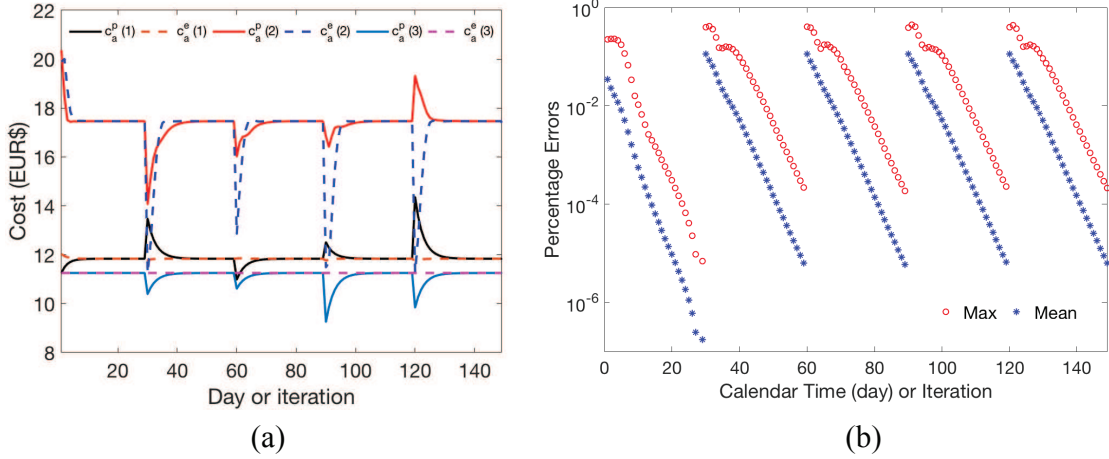 c_a^p (1) c_a^e (1) c_a^p (2) c_a^e (2) c_a^p (3) c_a^e (3)
22
20
18
16
14
12
10
8
Cost (EUR$)
20 40 60 80 100 120 140
Day or iteration
(a)
10^0
10^-2
10^-4
10^-6
Percentage Errors
Max Mean
0 20 40 60 80 100 120 140
Calendar Time (day) or Iteration
(b)